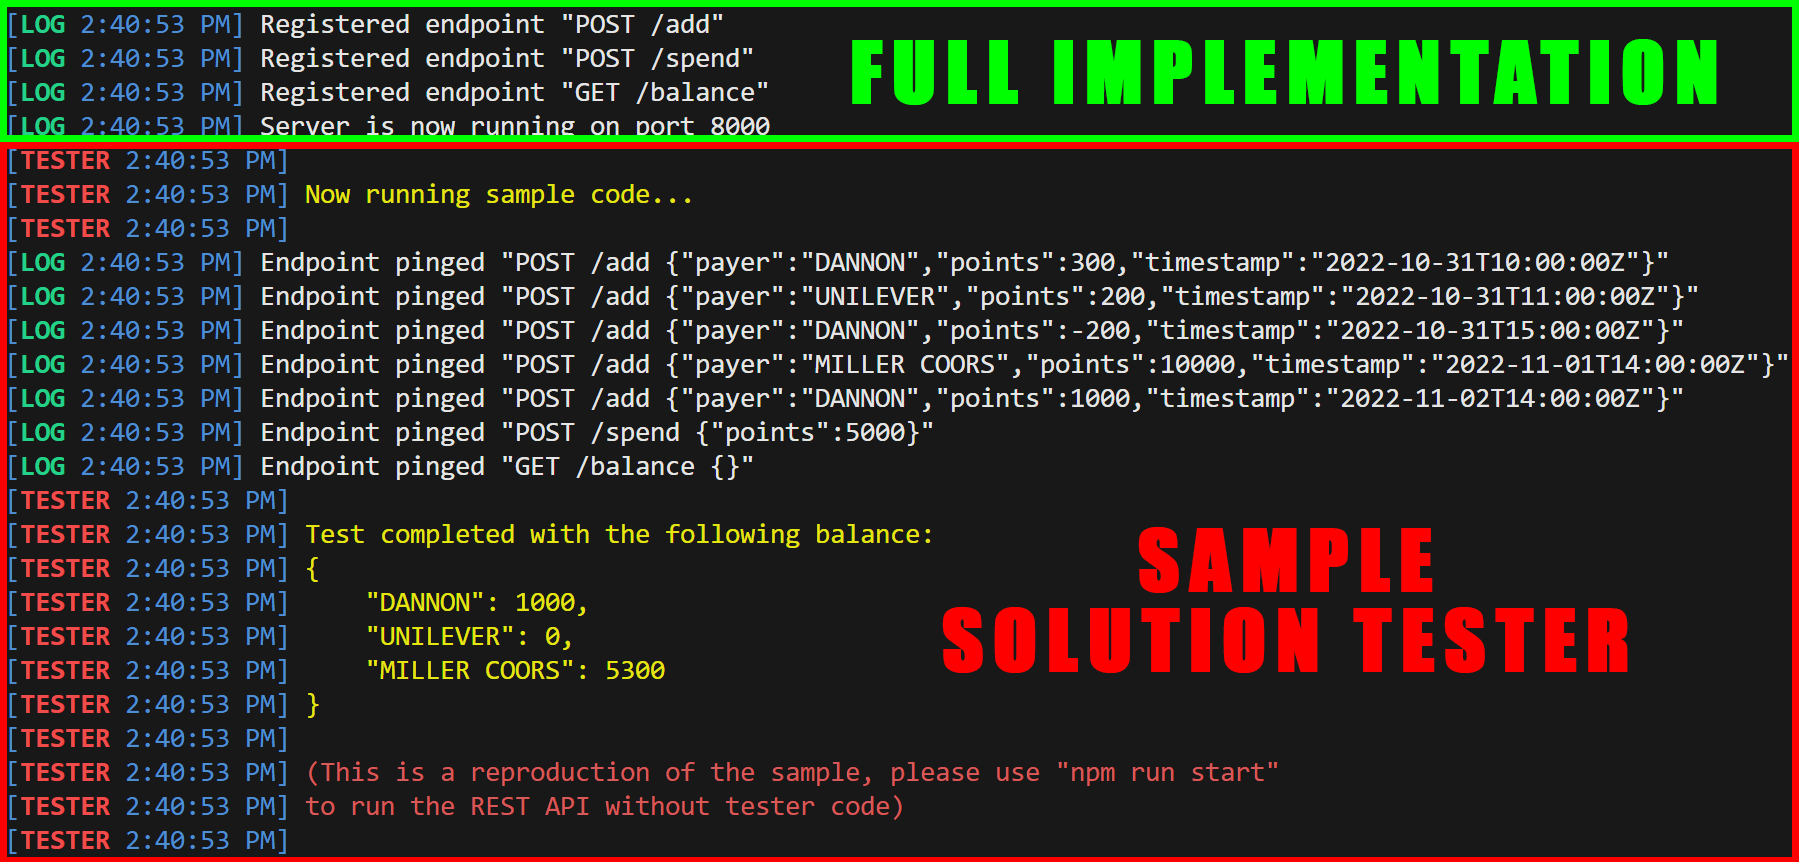 [LOG 2:40:53 PM] Registered endpoint "POST /add"
[LOG 2:40:53 PM] Registered endpoint "POST /spend"
[LOG 2:40:53 PM] Registered endpoint "GET /balance"
[LOG 2:40:53 PM] Server is now running on port 8000
FULL IMPLEMENTATION
[TESTER 2:40:53 PM]
[TESTER 2:40:53 PM] Now running sample code...
[TESTER 2:40:53 PM]
[LOG 2:40:53 PM] Endpoint pinged "POST /add {"payer":"DANNON","points":300,"timestamp":"2022-10-31T10:00:00Z"}"
[LOG 2:40:53 PM] Endpoint pinged "POST /add {"payer":"UNILEVER","points":200,"timestamp":"2022-10-31T11:00:00Z"}"
[LOG 2:40:53 PM] Endpoint pinged "POST /add {"payer":"DANNON","points":-200,"timestamp":"2022-10-31T15:00:00Z"}"
[LOG 2:40:53 PM] Endpoint pinged "POST /add {"payer":"MILLER COORS","points":10000,"timestamp":"2022-11-01T14:00:00Z"}"
[LOG 2:40:53 PM] Endpoint pinged "POST /add {"payer":"DANNON","points":1000,"timestamp":"2022-11-02T14:00:00Z"}"
[LOG 2:40:53 PM] Endpoint pinged "POST /spend {"points":5000}"
[LOG 2:40:53 PM] Endpoint pinged "GET /balance {}"
[TESTER 2:40:53 PM]
[TESTER 2:40:53 PM] Test completed with the following balance:
[TESTER 2:40:53 PM] {
[TESTER 2:40:53 PM]     "DANNON": 1000,
[TESTER 2:40:53 PM]     "UNILEVER": 0,
[TESTER 2:40:53 PM]     "MILLER COORS": 5300
[TESTER 2:40:53 PM] }
[TESTER 2:40:53 PM]
[TESTER 2:40:53 PM] (This is a reproduction of the sample, please use "npm run start"
[TESTER 2:40:53 PM] to run the REST API without tester code)
[TESTER 2:40:53 PM]
SAMPLE
SOLUTION TESTER